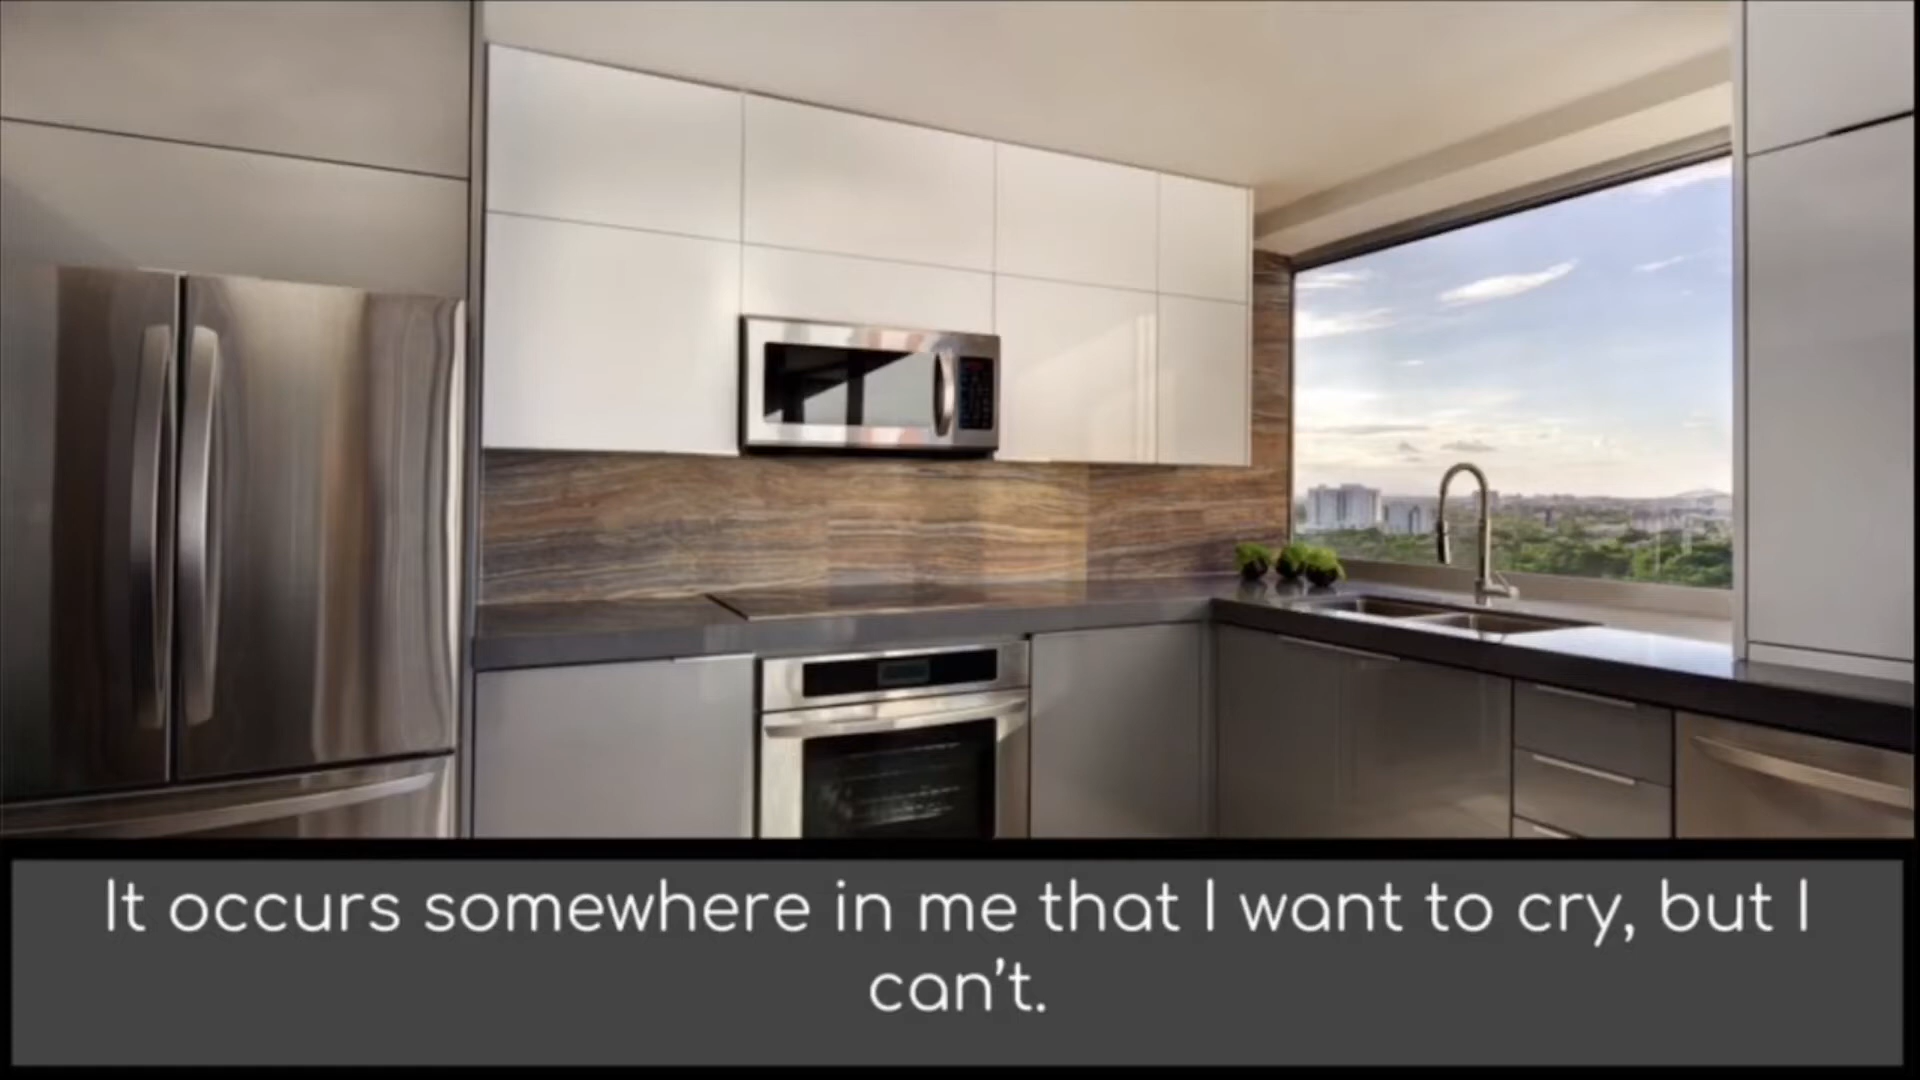 It occurs somewhere in me that I want to cry, but I
can’t.